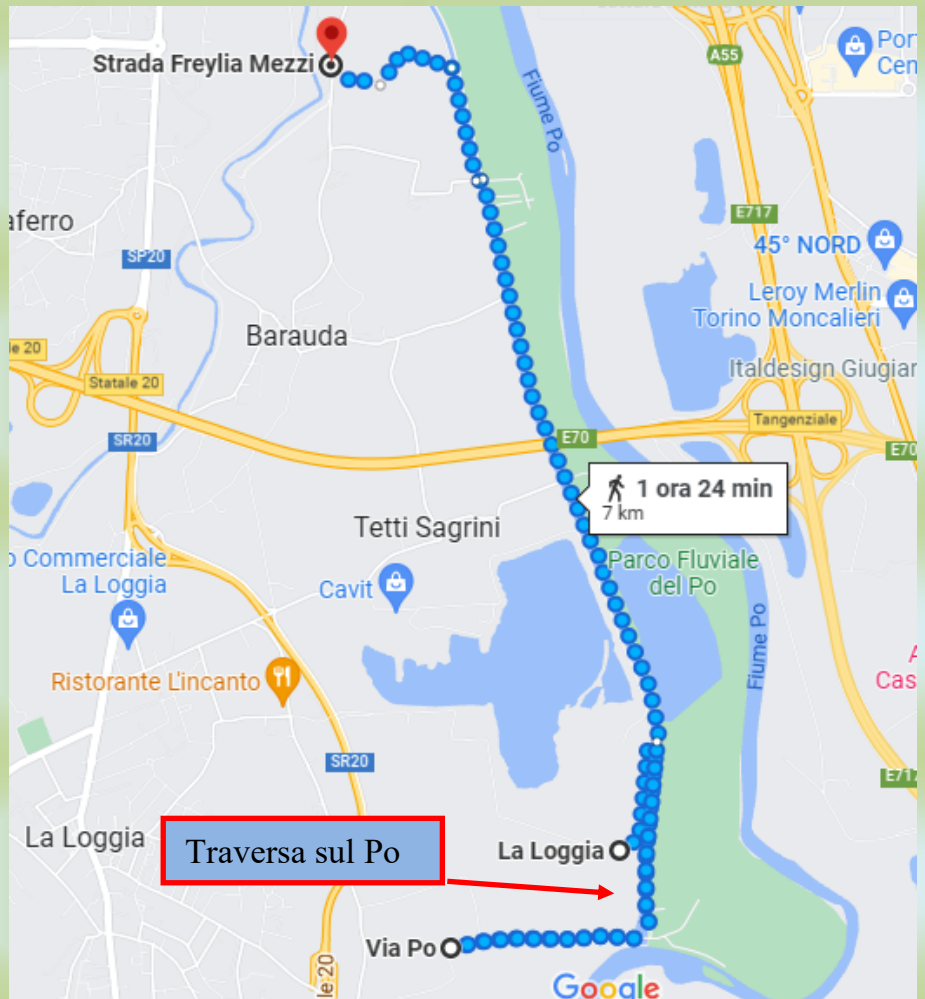 Strada Freylia Mezzi
Fiume Po
A55
SP20
E717
45° NORD
Leroy Merlin
Torino Moncalieri
Barauda
Italdesign Giugiar
Statale 20
SR20
E70
Tangenziale
E70
1 ora 24 min
7 km
Tetti Sagrini
Commerciale
La Loggia
Cavit
Parco Fluviale
del Po
Fiume Po
Ristorante L'incanto
SR20
La Loggia
Traversa sul Po
La Loggia
Via Po
Google